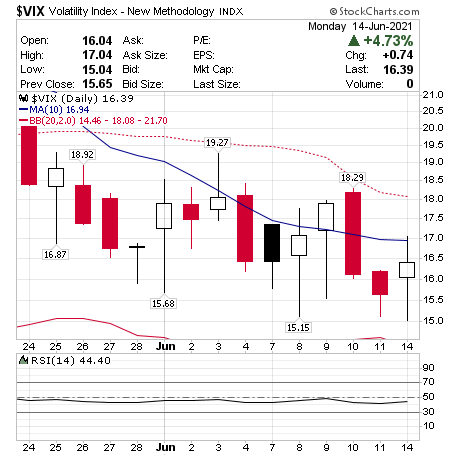 © StockCharts.com
$VIX Volatility Index - New Methodology INDX
Monday 14-Jun-2021
Open: 16.04 Ask: P/E: +4.73%
High: 17.04 Ask Size: EPS: Chg: +0.74
Low: 15.04 Bid: Mkt Cap: Last: 16.39
Prev Close: 15.65 Bid Size: Last Size: Volume: 0
$VIX (Daily) 16.39
MA(10) 16.94
BB(20,2.0) 14.46 - 18.08 - 21.70
21.0
20.5
20.0
19.5
19.0
18.5
18.0
17.5
17.0
16.5
16.0
15.5
15.0
18.92
19.27
18.29
16.87
15.68
15.15
24 25 26 27 28 Jun 2 3 4 7 8 9 10 11 14
RSI(14) 44.40
90
70
50
30
10
24 25 26 27 28 Jun 2 3 4 7 8 9 10 11 14